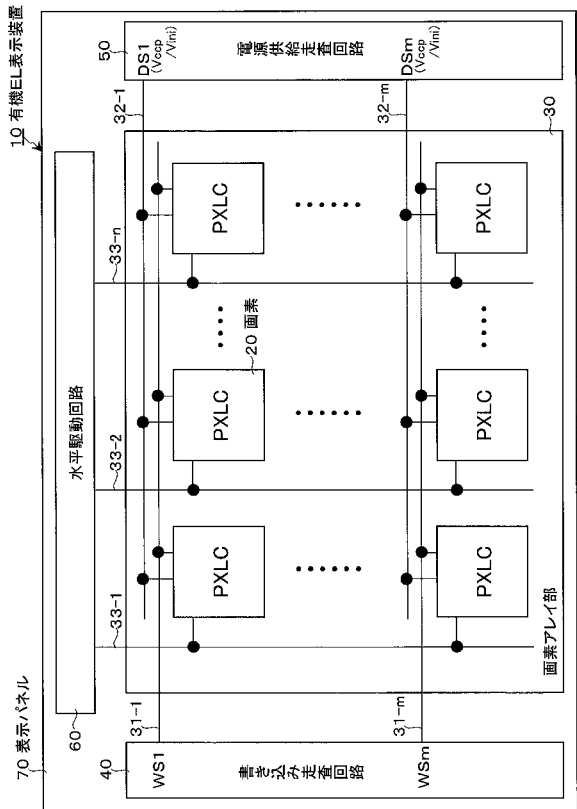 10 有機EL表示装置
70 表示パネル
60
水平駆動回路
33-1
33-2
33-n
40
書き込み走査回路
WS1
WSm
31-1
31-m
50
電源供給走査回路
DS1
(Vccp
/Vini)
DSm
(Vccp
/Vini)
32-1
32-m
30
画素アレイ部
20 画素
PXLC
PXLC
PXLC
PXLC
PXLC
PXLC